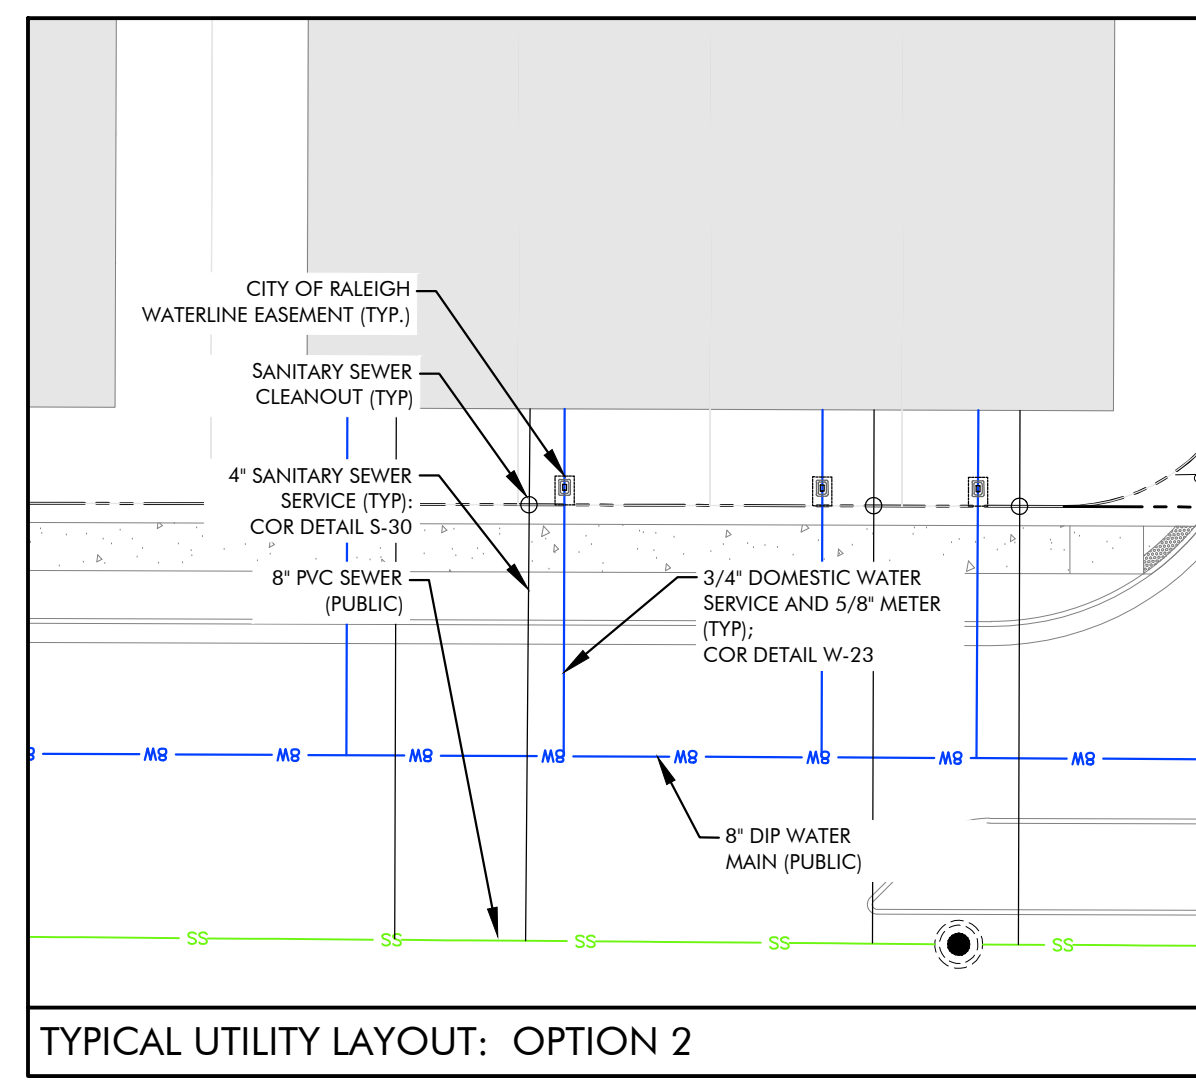 CITY OF RALEIGH
WATERLINE EASEMENT (TYP.)
SANITARY SEWER
CLEANOUT (TYP)
4" SANITARY SEWER
SERVICE (TYP):
COR DETAIL S-30
8" PVC SEWER
(PUBLIC)
3/4" DOMESTIC WATER
SERVICE AND 5/8" METER
(TYP);
COR DETAIL W-23
8W 8W 8W 8W 8W 8W 8W 8W
8" DIP WATER
MAIN (PUBLIC)
SS SS SS SS SS
TYPICAL UTILITY LAYOUT: OPTION 2